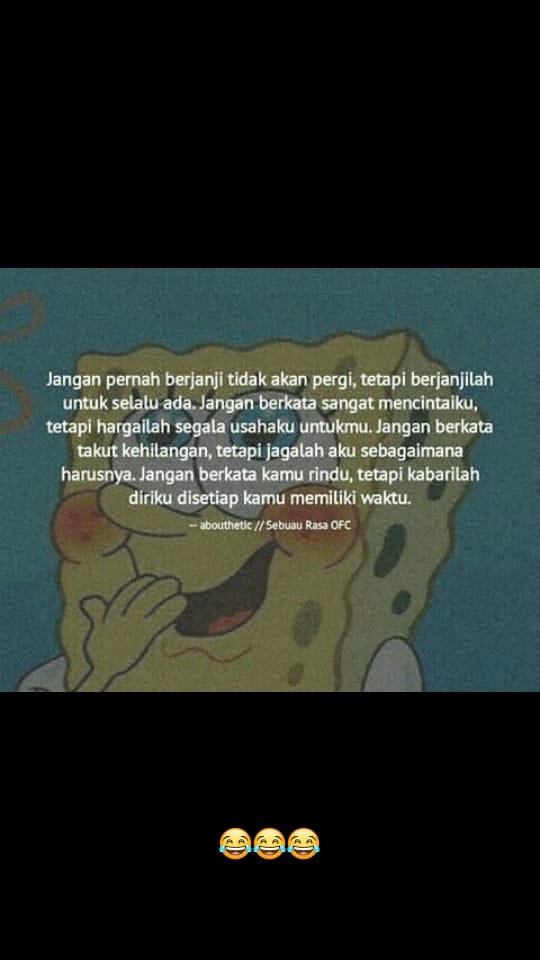 Jangan pernah berjanji tidak akan pergi, tetapi berjanjilah
untuk selalu ada. Jangan berkata sangat mencintaiku,
tetapi hargailah segala usahaku untukmu. Jangan berkata
takut kehilangan, tetapi jagalah aku sebagaimana
harusnya. Jangan berkata kamu rindu, tetapi kabarilah
diriku disetiap kamu memiliki waktu.
-- abouthetic // Sebuau Rasa OFC
😂😂😂